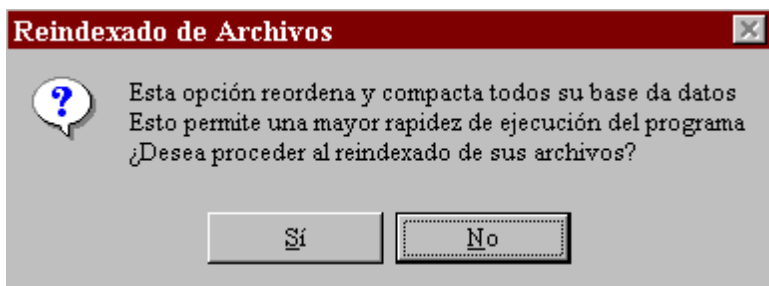 Reindexado de Archivos
Esta opción reordena y compacta todos su base da datos
Esto permite una mayor rapidez de ejecución del programa
¿Desea proceder al reindexado de sus archivos?
Sí
No